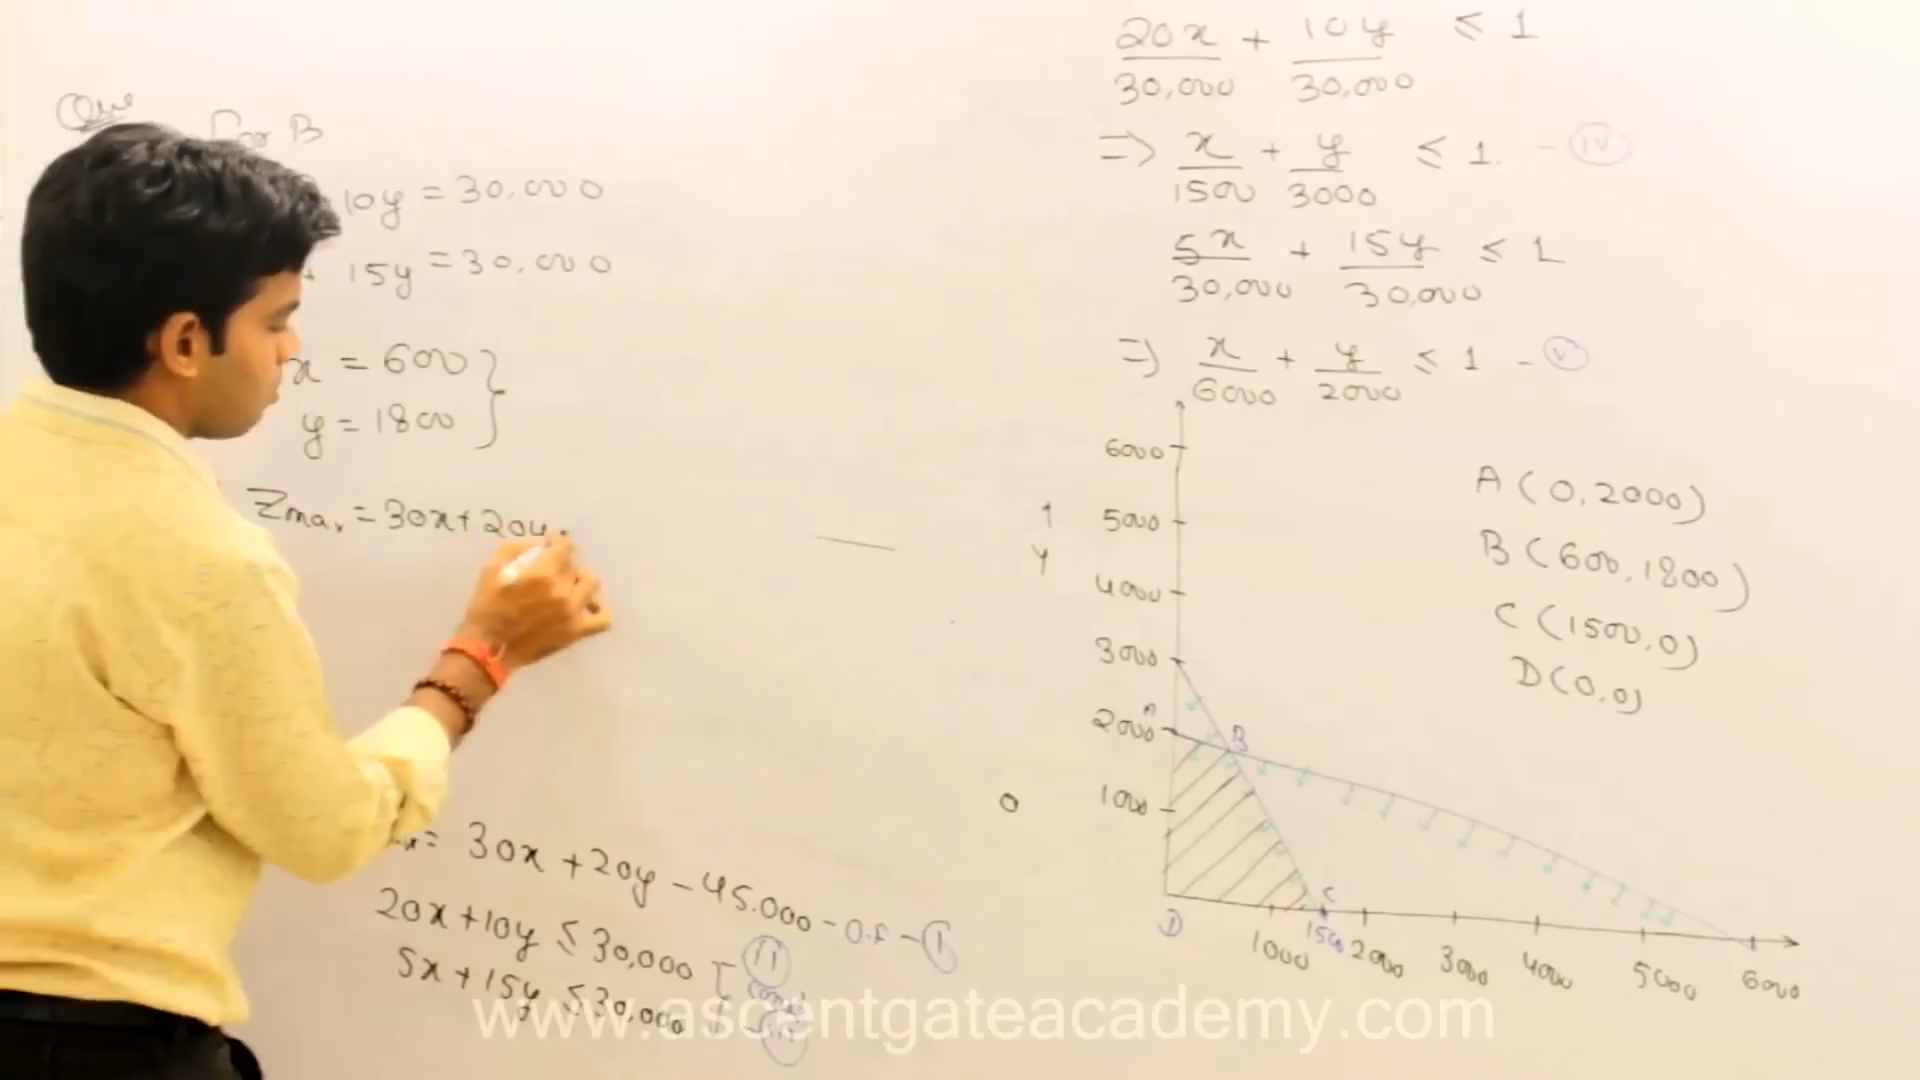 Que
For B
10y = 30,000
+ 15y = 30,000
x = 600
y = 1800
Zmax = 30x + 20y
= 30x + 20y - 45.000 - O.F - I
20x + 10y ≤ 30,000 II
5x + 15y ≤ 30,000 III
20x/30,000 + 10y/30,000 ≤ 1
=> x/1500 + y/3000 ≤ 1. - IV
5x/30,000 + 15y/30,000 ≤ 1
=> x/6000 + y/2000 ≤ 1 - V
6000
5000
4000
3000
2000
1000
Y
0
A
B
C
D
1000 1500 2000 3000 4000 5000 6000
A (0,2000)
B (600,1800)
C (1500,0)
D (0,0)
www.ascentgateacademy.com